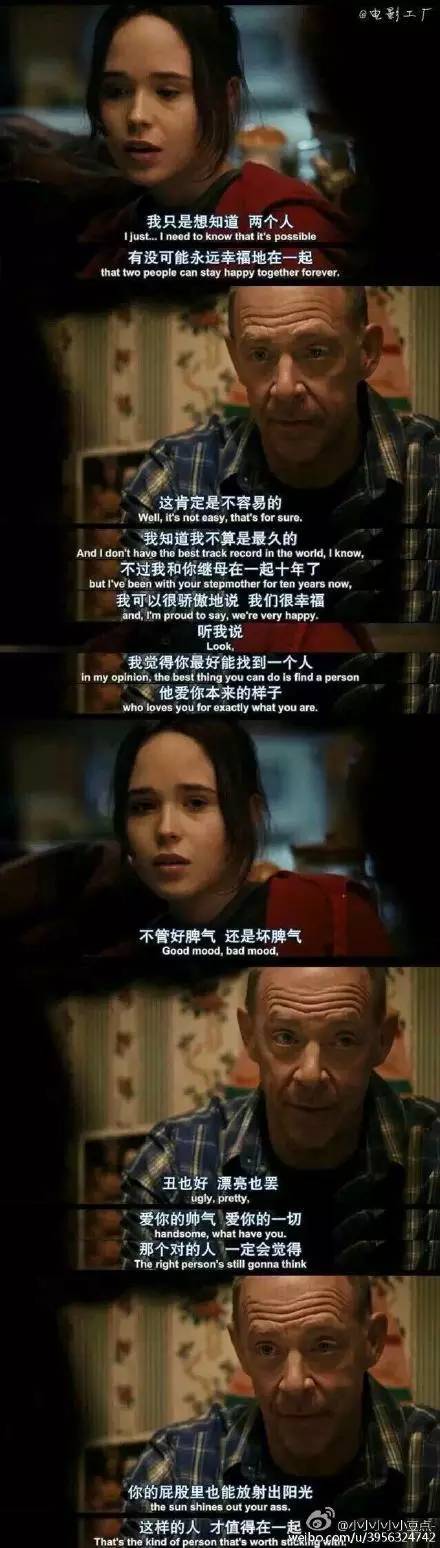 @电影工厂
我只是想知道 两个人
I just... I need to know that it's possible
有没可能永远幸福地在一起
that two people can stay happy together forever.
这肯定是不容易的
Well, it's not easy, that's for sure.
我知道我不算是最久的
And I don't have the best track record in the world, I know,
不过我和你继母在一起十年了
but I've been with your stepmother for ten years now,
我可以很骄傲地说 我们很幸福
and, I'm proud to say, we're very happy.
听我说
Look,
我觉得你最好能找到一个人
in my opinion, the best thing you can do is find a person
他爱你本来的样子
who loves you for exactly what you are.
不管好脾气 还是坏脾气
Good mood, bad mood,
丑也好 漂亮也罢
ugly, pretty,
爱你的帅气 爱你的一切
handsome, what have you.
那个对的人 一定会觉得
The right person's still gonna think
你的屁股里也能放射出阳光
the sun shines out your ass.
@小小小小小豆点
weibo.com/u/3956324742
这样的人 才值得在一起
That's the kind of person that's worth sticking with.